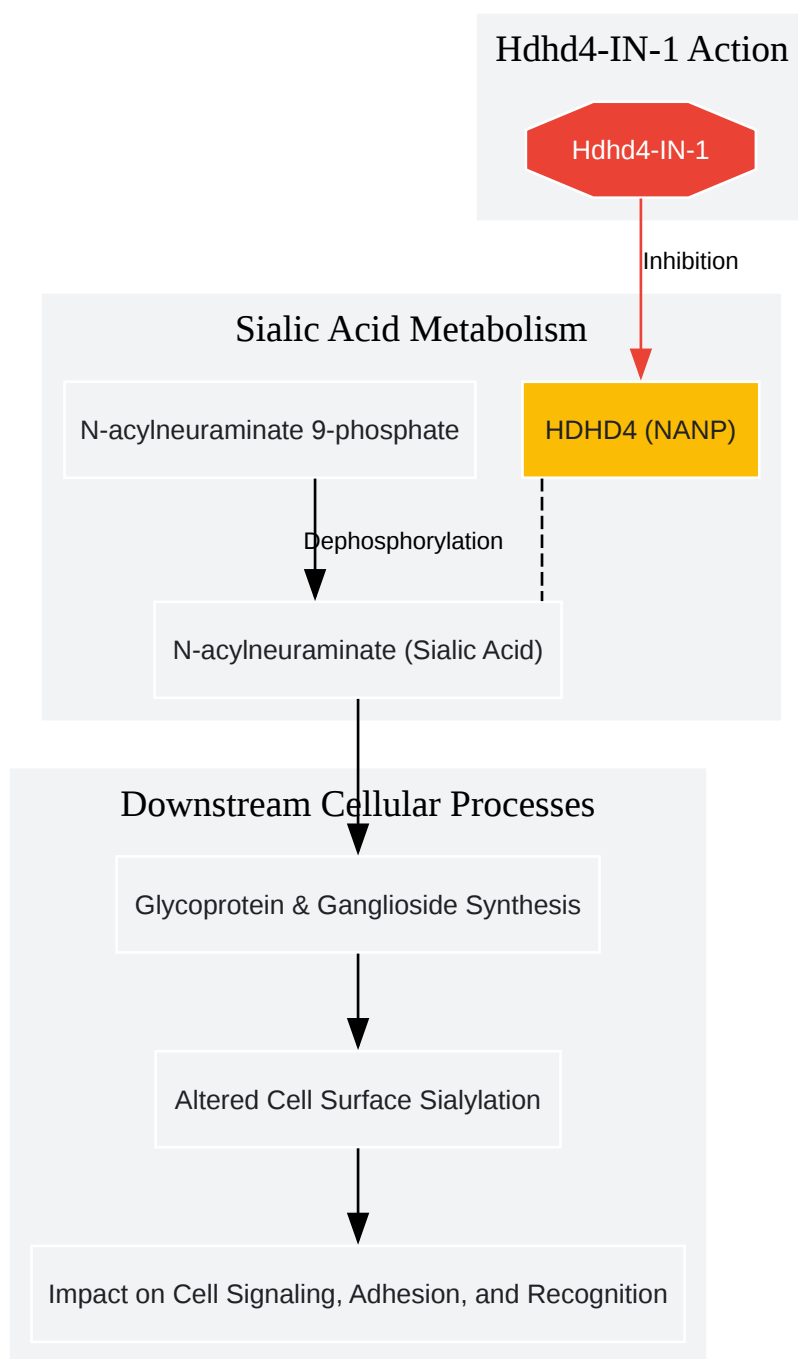 Hdhd4-IN-1 Action
Hdhd4-IN-1
Inhibition
Sialic Acid Metabolism
N-acylneuraminate 9-phosphate
HDHD4 (NANP)
Dephosphorylation
N-acylneuraminate (Sialic Acid)
Downstream Cellular Processes
Glycoprotein & Ganglioside Synthesis
Altered Cell Surface Sialylation
Impact on Cell Signaling, Adhesion, and Recognition